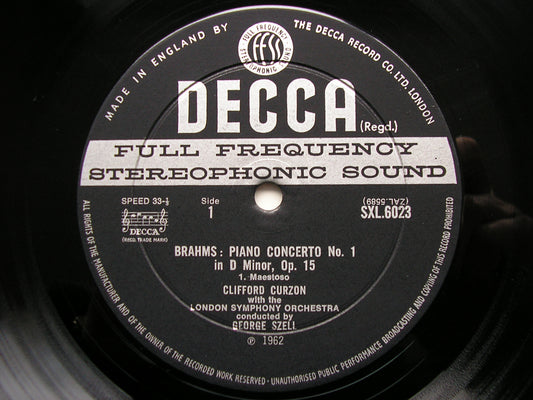 MADE IN ENGLAND BY
THE DECCA RECORD CO. LTD., LONDON
FULL FREQUENCY
ffss
STEREOPHONIC SOUND
DECCA
(Regd.)
FULL FREQUENCY
STEREOPHONIC SOUND
SPEED 33-⅓
DECCA
(REGD. TRADE MARK)
Side
1
(ZAL.5589)
SXL.6023
BRAHMS: PIANO CONCERTO No. 1
in D Minor, Op. 15
1. Maestoso
CLIFFORD CURZON
with the
LONDON SYMPHONY ORCHESTRA
conducted by
GEORGE SZELL
℗ 1962
ALL RIGHTS OF THE MANUFACTURER AND OF THE OWNER OF THE RECORDED WORK RESERVED · UNAUTHORISED PUBLIC PERFORMANCE BROADCASTING AND COPYING OF THIS RECORD PROHIBITED